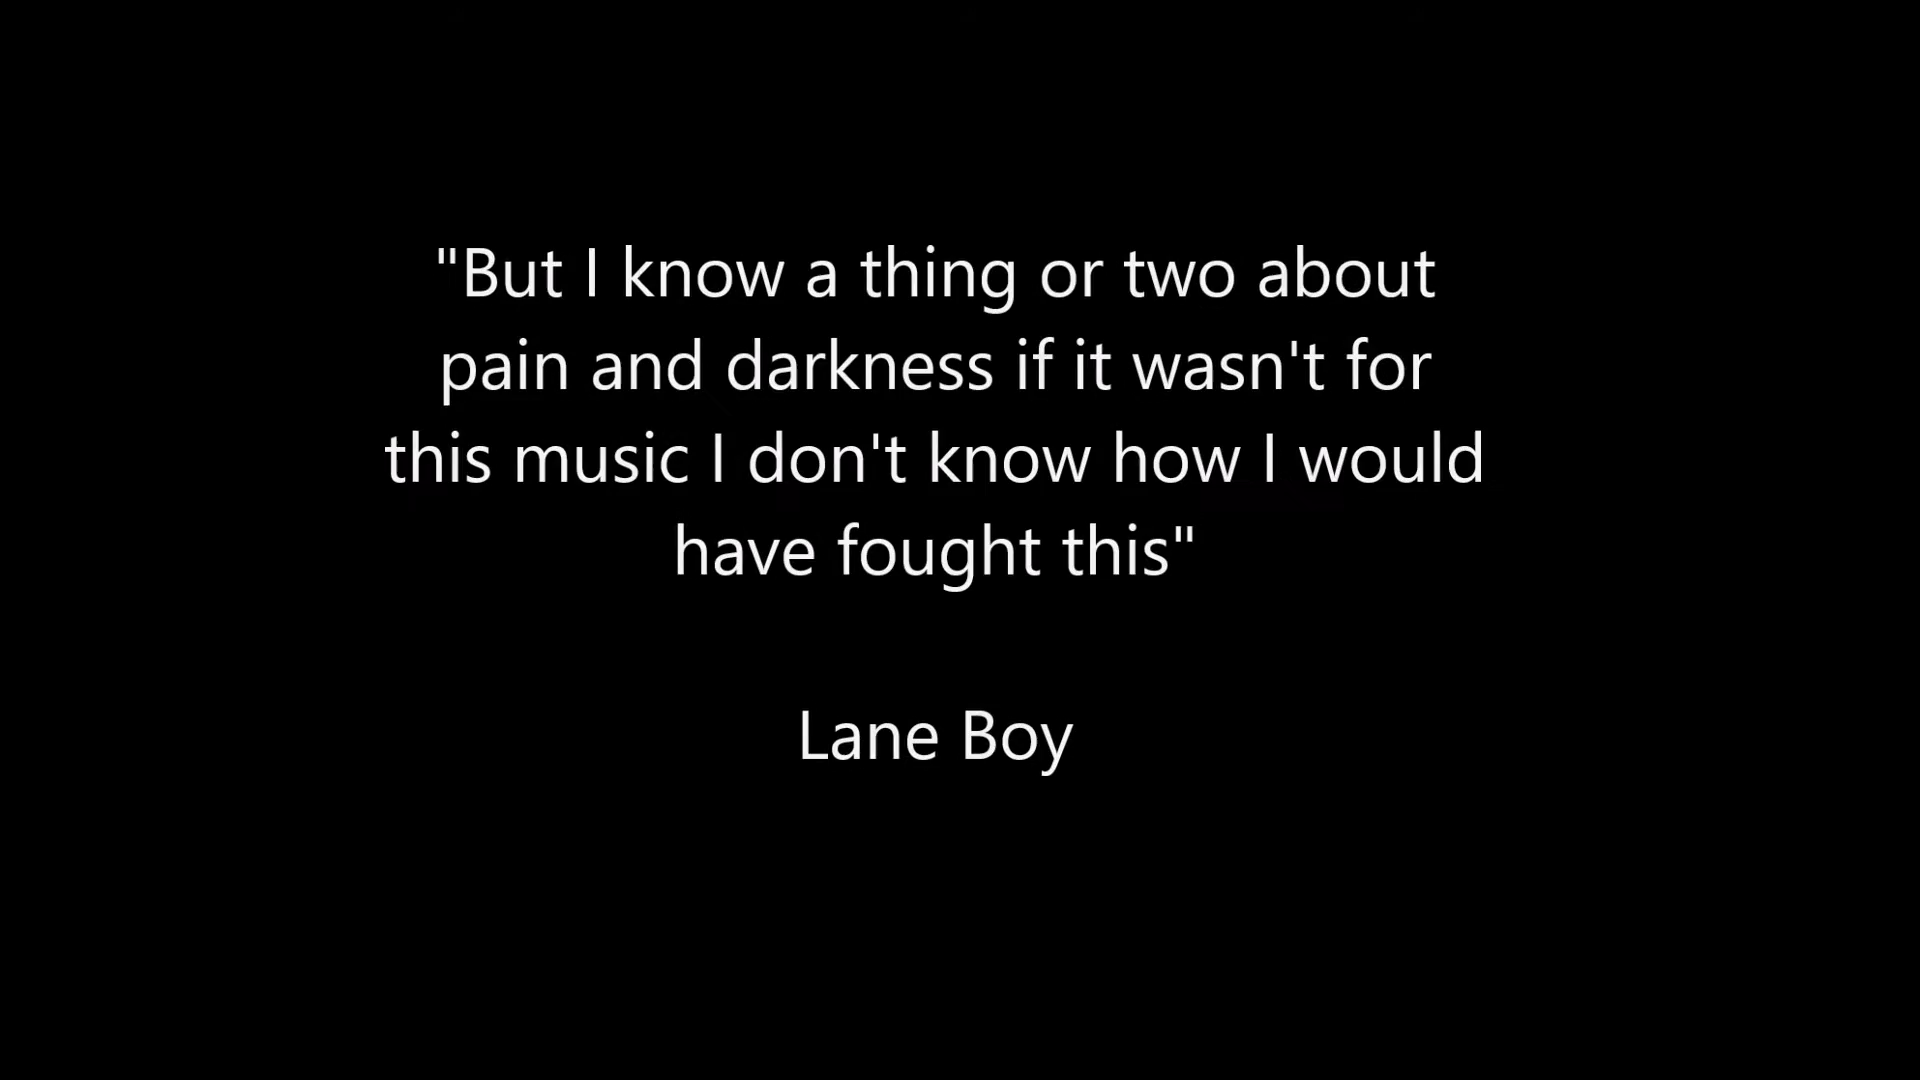 "But I know a thing or two about
pain and darkness if it wasn't for
this music I don't know how I would
have fought this"
Lane Boy